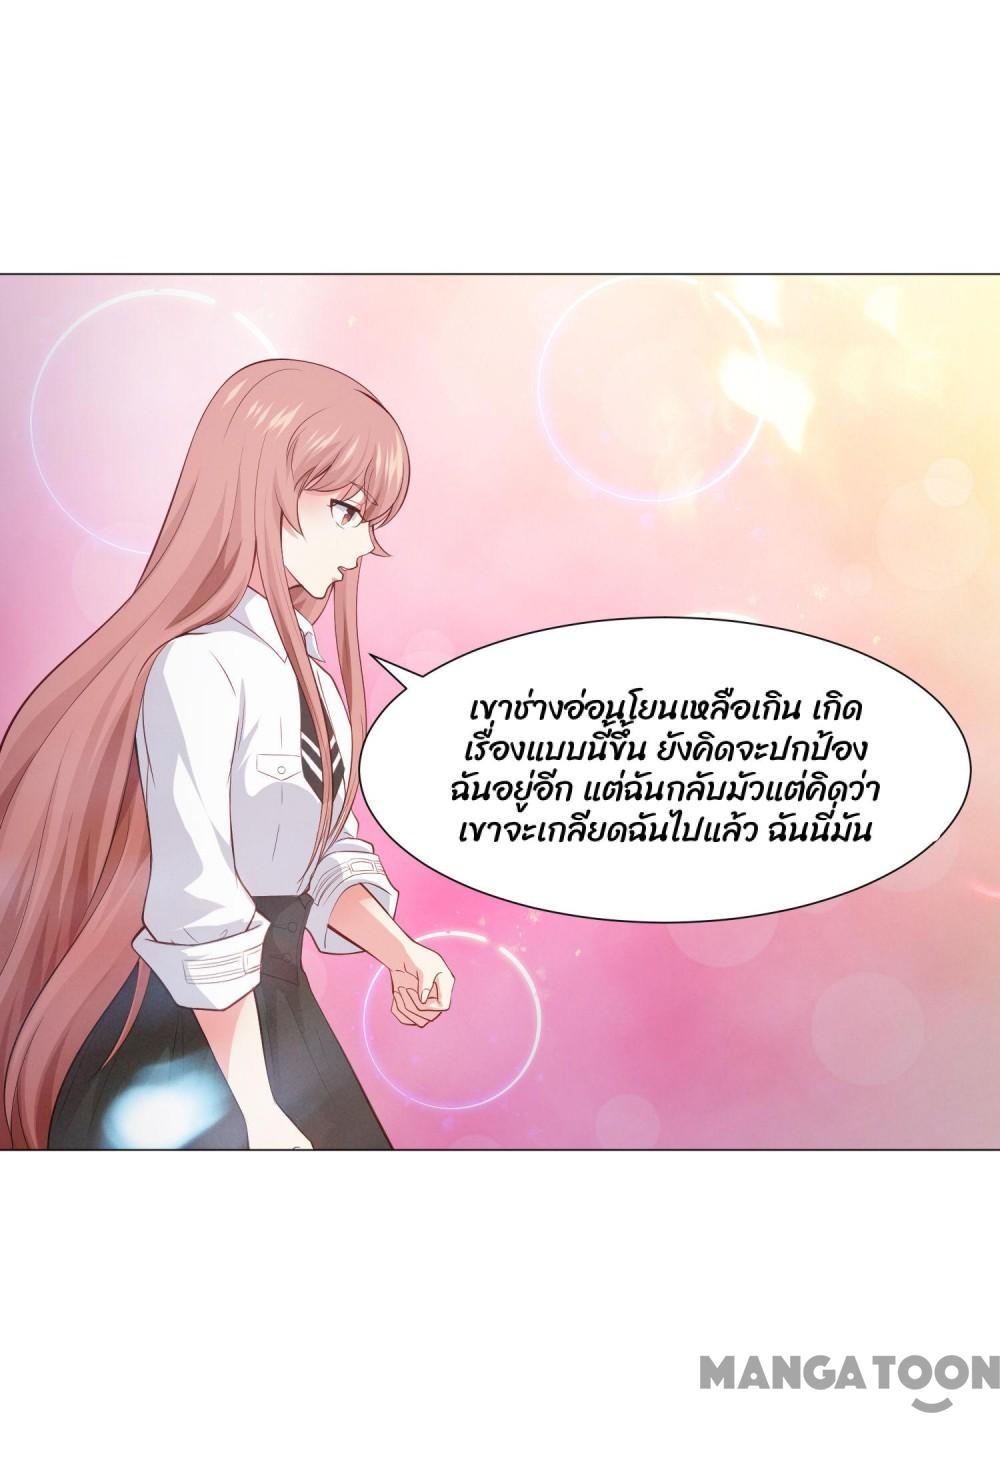 เขาช่างอ่อนโยนเหลือเกิน เกิด
เรื่องแบบนี้ขึ้น ยังคิดจะปกป้อง
ฉันอยู่อีก แต่ฉันกลับมัวแต่คิดว่า
เขาจะเกลียดฉันไปแล้ว ฉันนี่มัน
MANGATOON